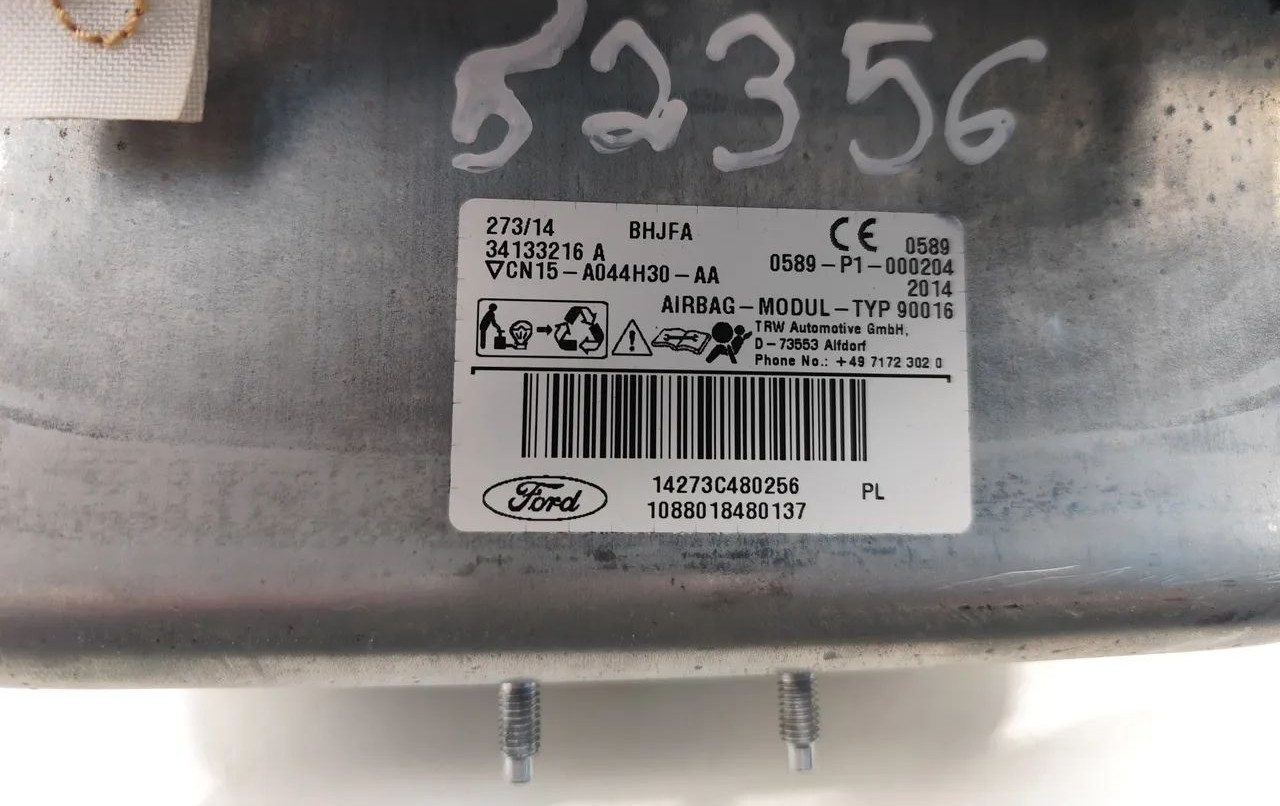 52356
273/14 BHJFA CE 0589
34133216 A 0589-P1-000204
▽CN15-A044H30-AA 2014
AIRBAG-MODUL-TYP 90016
TRW Automotive GmbH,
D-73553 Alfdorf
Phone No.: +49 7172 302 0
Ford 14273C480256 PL
1088018480137